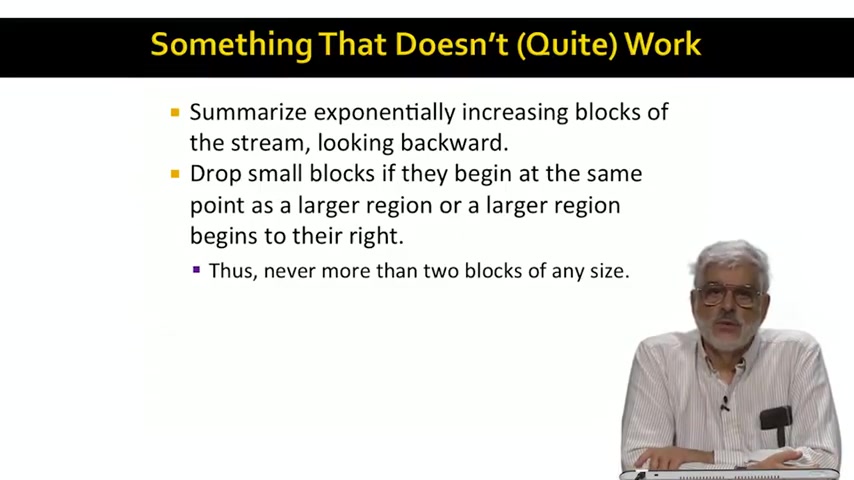 Something That Doesn't (Quite) Work
Summarize exponentially increasing blocks of
the stream, looking backward.
Drop small blocks if they begin at the same
point as a larger region or a larger region
begins to their right.
Thus, never more than two blocks of any size.